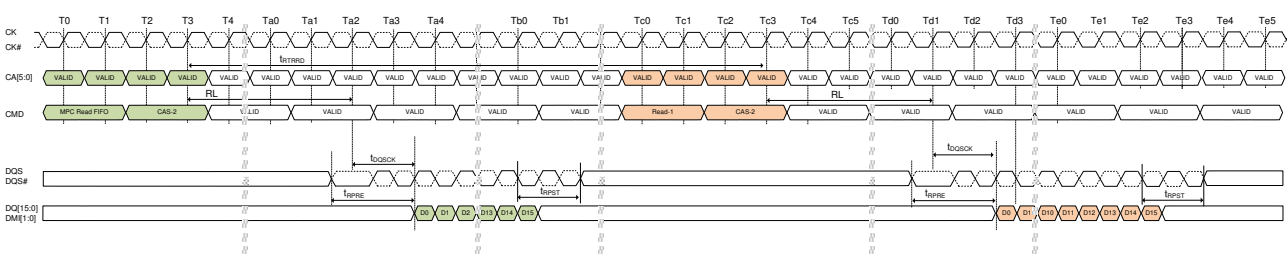 T0 T1 T2 T3 T4 Ta0 Ta1 Ta2 Ta3 Ta4 Tb0 Tb1 Tc0 Tc1 Tc2 Tc3 Tc4 Tc5 Td0 Td1 Td2 Td3 Te0 Te1 Te2 Te3 Te4 Te5
CK
CK#
tRTRRD
CA[5:0] VALID VALID VALID VALID VALID VALID VALID VALID VALID VALID VALID VALID VALID VALID VALID VALID VALID VALID VALID VALID VALID VALID VALID VALID VALID VALID VALID VALID VALID VALID
RL RL
CMD MPC Read FIFO CAS-2 VALID VALID VALID VALID VALID Read-1 CAS-2 VALID VALID VALID VALID VALID VALID
tDQSCK tDQSCK
DQS
DQS#
tRPRE tRPST tRPRE tRPST
DQ[15:0] D0 D1 D2 D13 D14 D15 D0 D1 D10 D11 D12 D13 D14 D15
DMI[1:0]